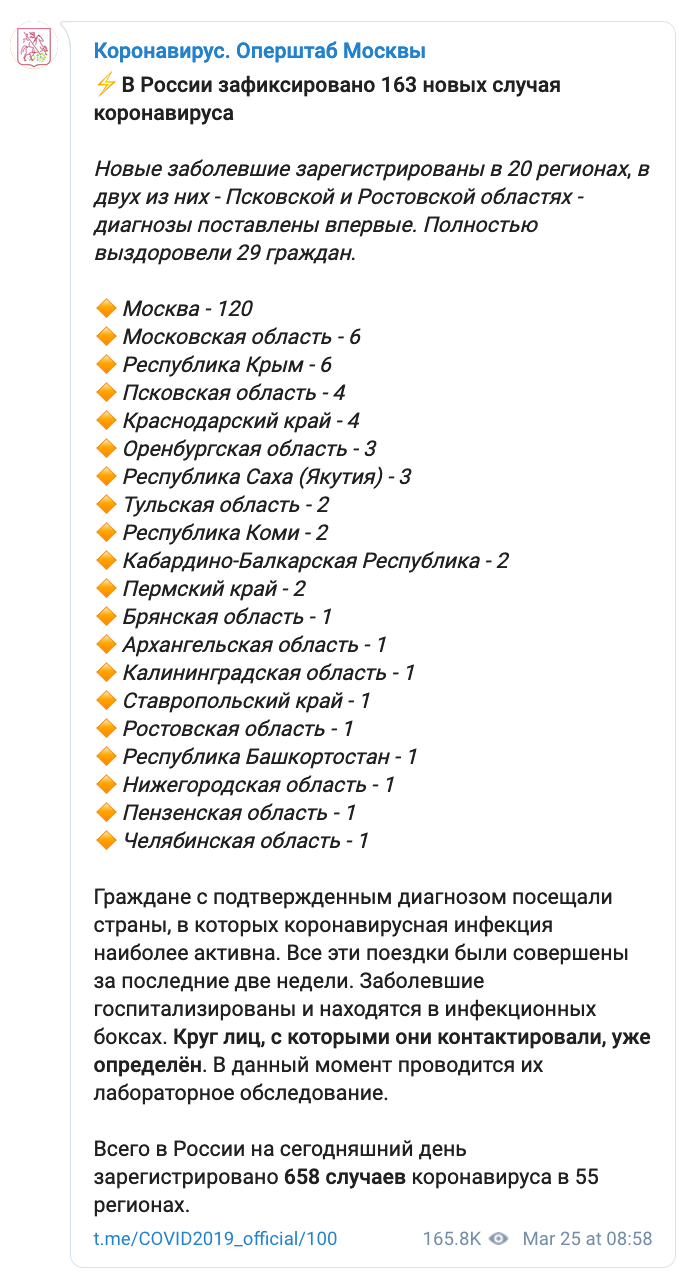 Коронавирус. Оперштаб Москвы
⚡В России зафиксировано 163 новых случая
коронавируса
Новые заболевшие зарегистрированы в 20 регионах, в
двух из них - Псковской и Ростовской областях -
диагнозы поставлены впервые. Полностью
выздоровели 29 граждан.
🔶 Москва - 120
🔶 Московская область - 6
🔶 Республика Крым - 6
🔶 Псковская область - 4
🔶 Краснодарский край - 4
🔶 Оренбургская область - 3
🔶 Республика Саха (Якутия) - 3
🔶 Тульская область - 2
🔶 Республика Коми - 2
🔶 Кабардино-Балкарская Республика - 2
🔶 Пермский край - 2
🔶 Брянская область - 1
🔶 Архангельская область - 1
🔶 Калининградская область - 1
🔶 Ставропольский край - 1
🔶 Ростовская область - 1
🔶 Республика Башкортостан - 1
🔶 Нижегородская область - 1
🔶 Пензенская область - 1
🔶 Челябинская область - 1
Граждане с подтвержденным диагнозом посещали
страны, в которых коронавирусная инфекция
наиболее активна. Все эти поездки были совершены
за последние две недели. Заболевшие
госпитализированы и находятся в инфекционных
боксах. Круг лиц, с которыми они контактировали, уже
определён. В данный момент проводится их
лабораторное обследование.
Всего в России на сегодняшний день
зарегистрировано 658 случаев коронавируса в 55
регионах.
t.me/COVID2019_official/100 165.8K Mar 25 at 08:58